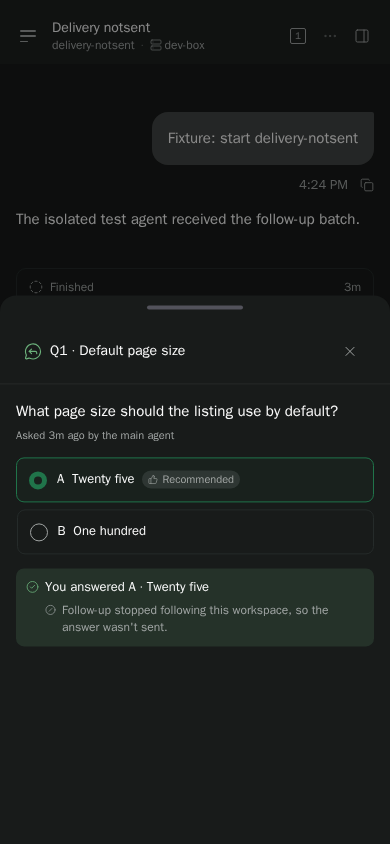 Delivery notsent
delivery-notsent · dev-box
1
Fixture: start delivery-notsent
4:24 PM
The isolated test agent received the follow-up batch.
Finished 3m
Q1 · Default page size
What page size should the listing use by default?
Asked 3m ago by the main agent
A Twenty five Recommended
B One hundred
You answered A · Twenty five
Follow-up stopped following this workspace, so the
answer wasn't sent.